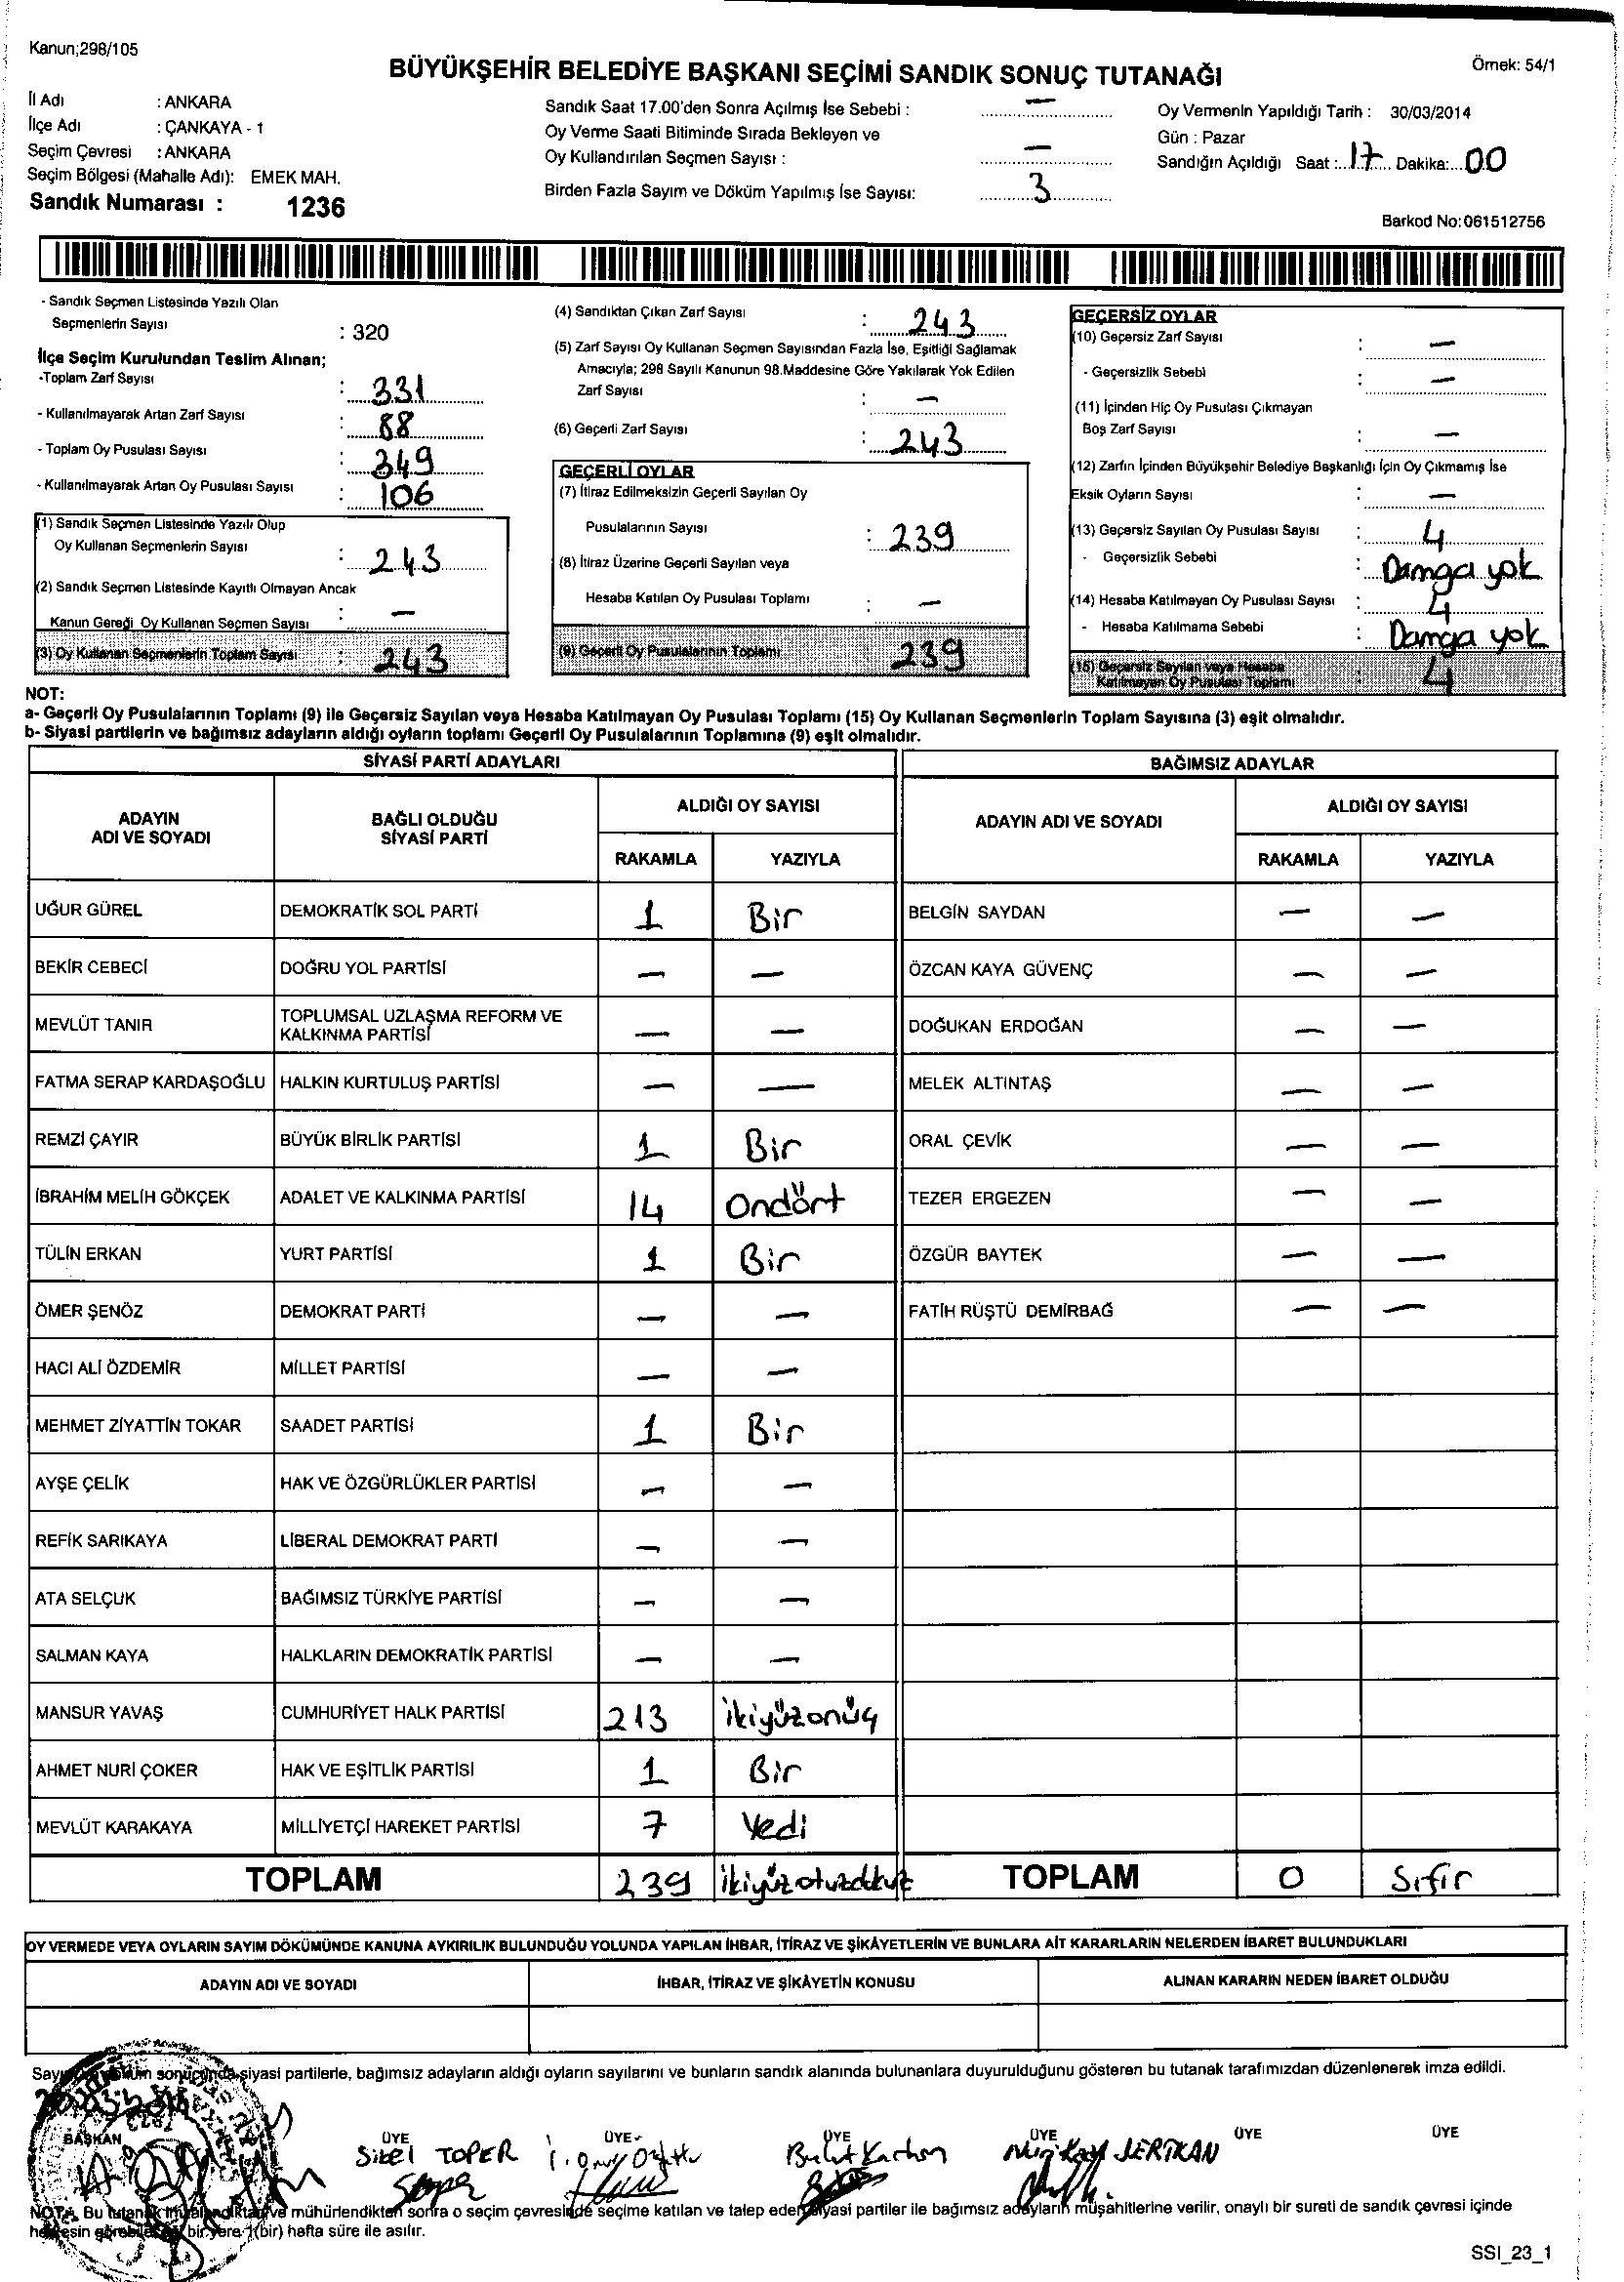 Kanun;298/105
BÜYÜKŞEHİR BELEDİYE BAŞKANI SEÇİMİ SANDIK SONUÇ TUTANAĞI
Örnek: 54/1
İl Adı : ANKARA
İlçe Adı : ÇANKAYA - 1
Seçim Çevresi : ANKARA
Seçim Bölgesi (Mahalle Adı): EMEK MAH.
Sandık Numarası : 1236
Sandık Saat 17.00'den Sonra Açılmış İse Sebebi : —
Oy Verme Saati Bitiminde Sırada Bekleyen ve
Oy Kullandırılan Seçmen Sayısı : —
Birden Fazla Sayım ve Döküm Yapılmış İse Sayısı: 3
Oy Vermenin Yapıldığı Tarih : 30/03/2014
Gün : Pazar
Sandığın Açıldığı Saat : 17 Dakika: 00
Barkod No:061512756
- Sandık Seçmen Listesinde Yazılı Olan
Seçmenlerin Sayısı : 320
İlçe Seçim Kurulundan Teslim Alınan;
-Toplam Zarf Sayısı : 331
- Kullanılmayarak Artan Zarf Sayısı : 88
- Toplam Oy Pusulası Sayısı : 349
- Kullanılmayarak Artan Oy Pusulası Sayısı : 106
(1) Sandık Seçmen Listesinde Yazılı Olup
Oy Kullanan Seçmenlerin Sayısı : 243
(2) Sandık Seçmen Listesinde Kayıtlı Olmayan Ancak
Kanun Gereği Oy Kullanan Seçmen Sayısı : —
(3) Oy Kullanan Seçmenlerin Toplam Sayısı : 243
(4) Sandıktan Çıkan Zarf Sayısı : 243
(5) Zarf Sayısı Oy Kullanan Seçmen Sayısından Fazla İse, Eşitliği Sağlamak
Amacıyla; 298 Sayılı Kanunun 98.Maddesine Göre Yakılarak Yok Edilen
Zarf Sayısı : —
(6) Geçerli Zarf Sayısı : 243
GEÇERLİ OYLAR
(7) İtiraz Edilmeksizin Geçerli Sayılan Oy
Pusulalarının Sayısı : 239
(8) İtiraz Üzerine Geçerli Sayılan veya
Hesaba Katılan Oy Pusulası Toplamı : —
(9) Geçerli Oy Pusulalarının Toplamı : 239
GEÇERSİZ OYLAR
(10) Geçersiz Zarf Sayısı : —
- Geçersizlik Sebebi : —
(11) İçinden Hiç Oy Pusulası Çıkmayan
Boş Zarf Sayısı : —
(12) Zarfın İçinden Büyükşehir Belediye Başkanlığı İçin Oy Çıkmamış İse
Eksik Oyların Sayısı : —
(13) Geçersiz Sayılan Oy Pusulası Sayısı : 4
- Geçersizlik Sebebi : Damga yok
(14) Hesaba Katılmayan Oy Pusulası Sayısı : 4
- Hesaba Katılmama Sebebi : Damga yok
(15) Geçersiz Sayılan veya Hesaba
Katılmayan Oy Pusulası Toplamı : 4
NOT:
a- Geçerli Oy Pusulalarının Toplamı (9) ile Geçersiz Sayılan veya Hesaba Katılmayan Oy Pusulası Toplamı (15) Oy Kullanan Seçmenlerin Toplam Sayısına (3) eşit olmalıdır.
b- Siyasi partilerin ve bağımsız adayların aldığı oyların toplamı Geçerli Oy Pusulalarının Toplamına (9) eşit olmalıdır.
SİYASİ PARTİ ADAYLARI BAĞIMSIZ ADAYLAR
ADAYIN ADI VE SOYADI BAĞLI OLDUĞU SİYASİ PARTİ ALDIĞI OY SAYISI ADAYIN ADI VE SOYADI ALDIĞI OY SAYISI
RAKAMLA YAZIYLA RAKAMLA YAZIYLA
UĞUR GÜREL DEMOKRATİK SOL PARTİ 1 Bir BELGİN SAYDAN — —
BEKİR CEBECİ DOĞRU YOL PARTİSİ — — ÖZCAN KAYA GÜVENÇ — —
MEVLÜT TANIR TOPLUMSAL UZLAŞMA REFORM VE KALKINMA PARTİSİ — — DOĞUKAN ERDOĞAN — —
FATMA SERAP KARDAŞOĞLU HALKIN KURTULUŞ PARTİSİ — — MELEK ALTINTAŞ — —
REMZİ ÇAYIR BÜYÜK BİRLİK PARTİSİ 1 Bir ORAL ÇEVİK — —
İBRAHİM MELİH GÖKÇEK ADALET VE KALKINMA PARTİSİ 14 Ondört TEZER ERGEZEN — —
TÜLİN ERKAN YURT PARTİSİ 1 Bir ÖZGÜR BAYTEK — —
ÖMER ŞENÖZ DEMOKRAT PARTİ — — FATİH RÜŞTÜ DEMİRBAĞ — —
HACI ALİ ÖZDEMİR MİLLET PARTİSİ — —
MEHMET ZİYATTİN TOKAR SAADET PARTİSİ 1 Bir
AYŞE ÇELİK HAK VE ÖZGÜRLÜKLER PARTİSİ — —
REFİK SARIKAYA LİBERAL DEMOKRAT PARTİ — —
ATA SELÇUK BAĞIMSIZ TÜRKİYE PARTİSİ — —
SALMAN KAYA HALKLARIN DEMOKRATİK PARTİSİ — —
MANSUR YAVAŞ CUMHURİYET HALK PARTİSİ 213 ikiyüzonüç
AHMET NURİ ÇOKER HAK VE EŞİTLİK PARTİSİ 1 Bir
MEVLÜT KARAKAYA MİLLİYETÇİ HAREKET PARTİSİ 7 Yedi
TOPLAM 239 ikiyüzotuzdokuz TOPLAM 0 Sıfır
OY VERMEDE VEYA OYLARIN SAYIM DÖKÜMÜNDE KANUNA AYKIRILIK BULUNDUĞU YOLUNDA YAPILAN İHBAR, İTİRAZ VE ŞİKÂYETLERİN VE BUNLARA AİT KARARLARIN NELERDEN İBARET BULUNDUKLARI
ADAYIN ADI VE SOYADI İHBAR, İTİRAZ VE ŞİKÂYETİN KONUSU ALINAN KARARIN NEDEN İBARET OLDUĞU
sonucunda siyasi partilerle, bağımsız adayların aldığı oyların sayılarını ve bunların sandık alanında bulunanlara duyurulduğunu gösteren bu tutanak tarafımızdan düzenlenerek imza edildi.
BAŞKAN ÜYE ÜYE ÜYE ÜYE ÜYE ÜYE
Sibel TOPER
NOT: Bu tutanak imzalandıktan ve mühürlendikten sonra o seçim çevresinde seçime katılan ve talep eden siyasi partiler ile bağımsız adayların müşahitlerine verilir, onaylı bir sureti de sandık çevresi içinde
herkesin görebileceği bir yere 1(bir) hafta süre ile asılır.
SSI_23_1